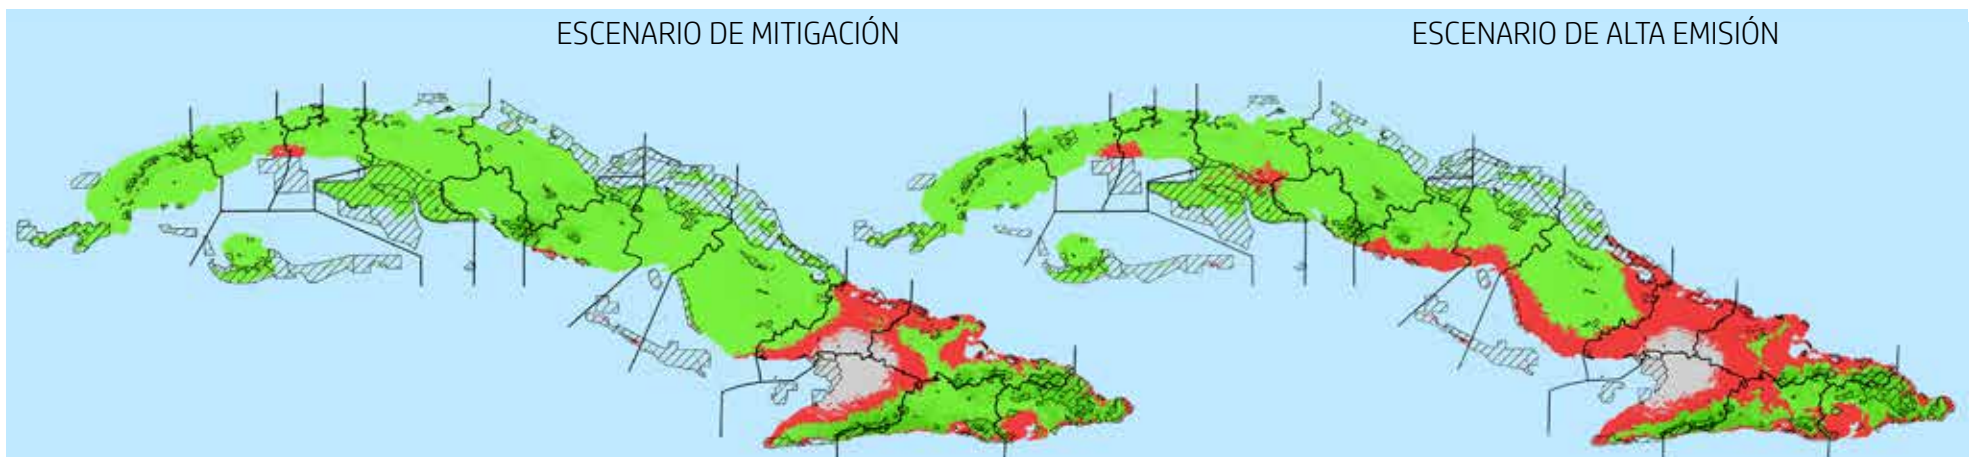 ESCENARIO DE MITIGACIÓN
ESCENARIO DE ALTA EMISIÓN